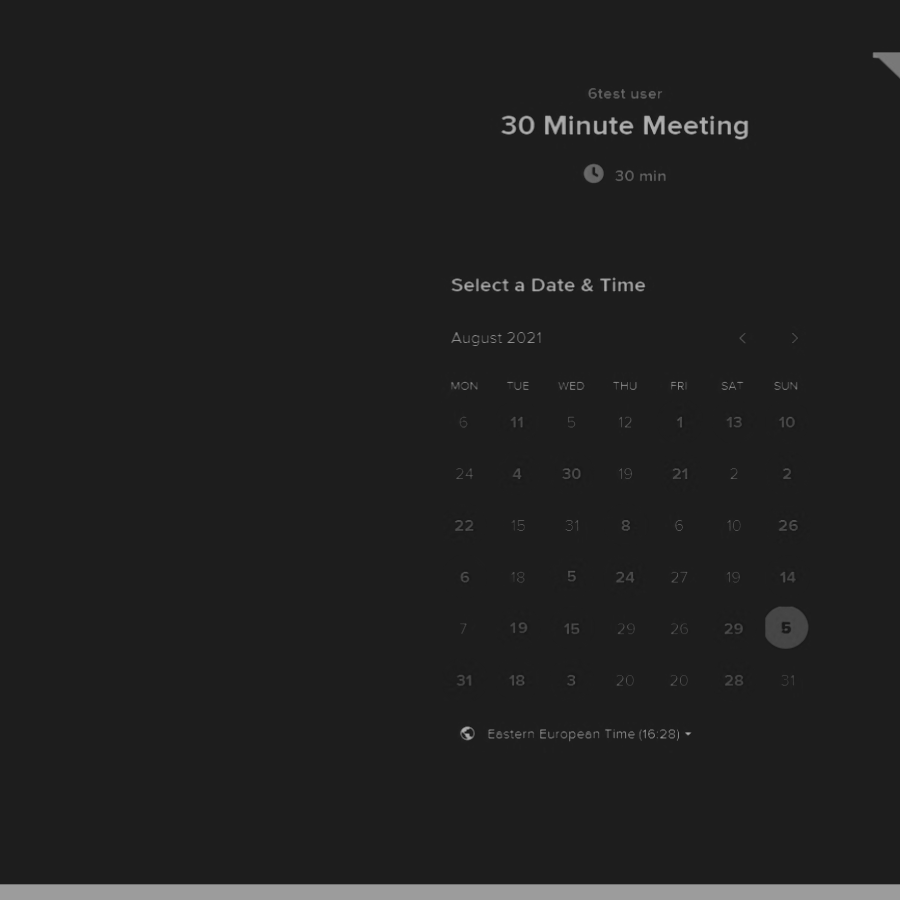 6test user
30 Minute Meeting
30 min
Select a Date & Time
August 2021
MON TUE WED THU FRI SAT SUN
6 11 5 12 1 13 10
24 4 30 19 21 2 2
22 15 31 8 6 10 26
6 18 5 24 27 19 14
7 19 15 29 26 29 5
31 18 3 20 20 28 31
Eastern European Time (16:28)